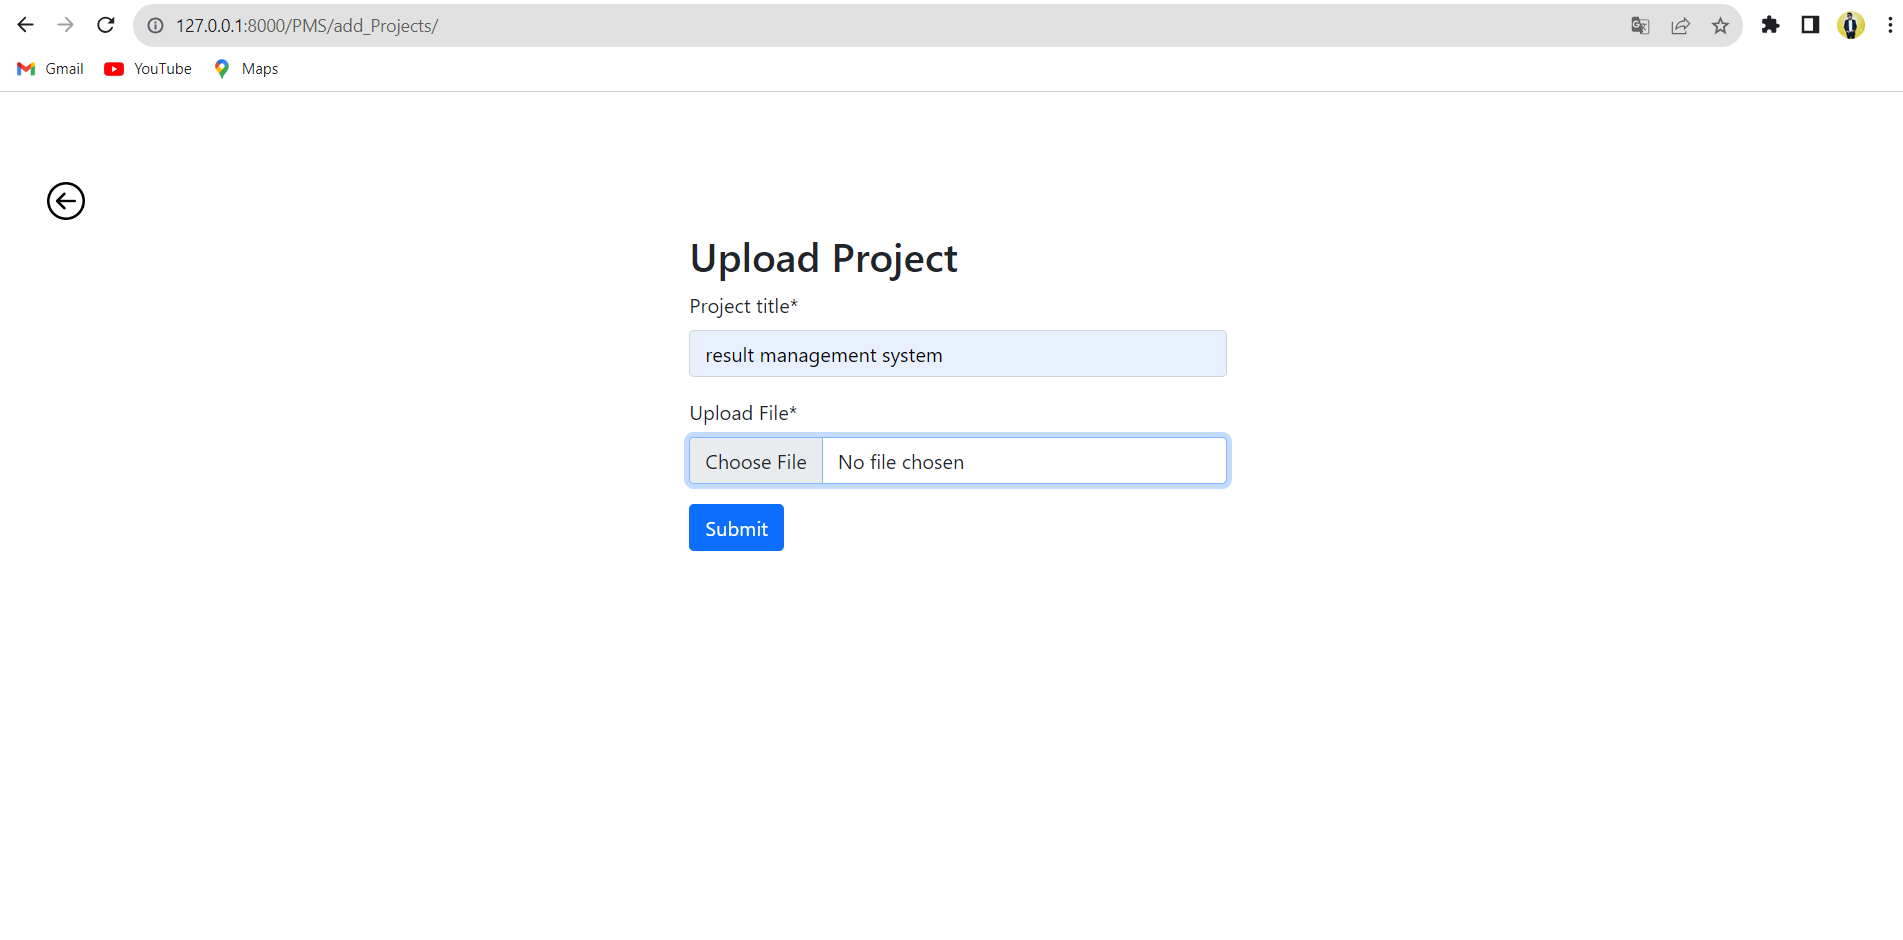 127.0.0.1:8000/PMS/add_Projects/
Gmail YouTube Maps
Upload Project
Project title*
result management system
Upload File*
Choose File No file chosen
Submit